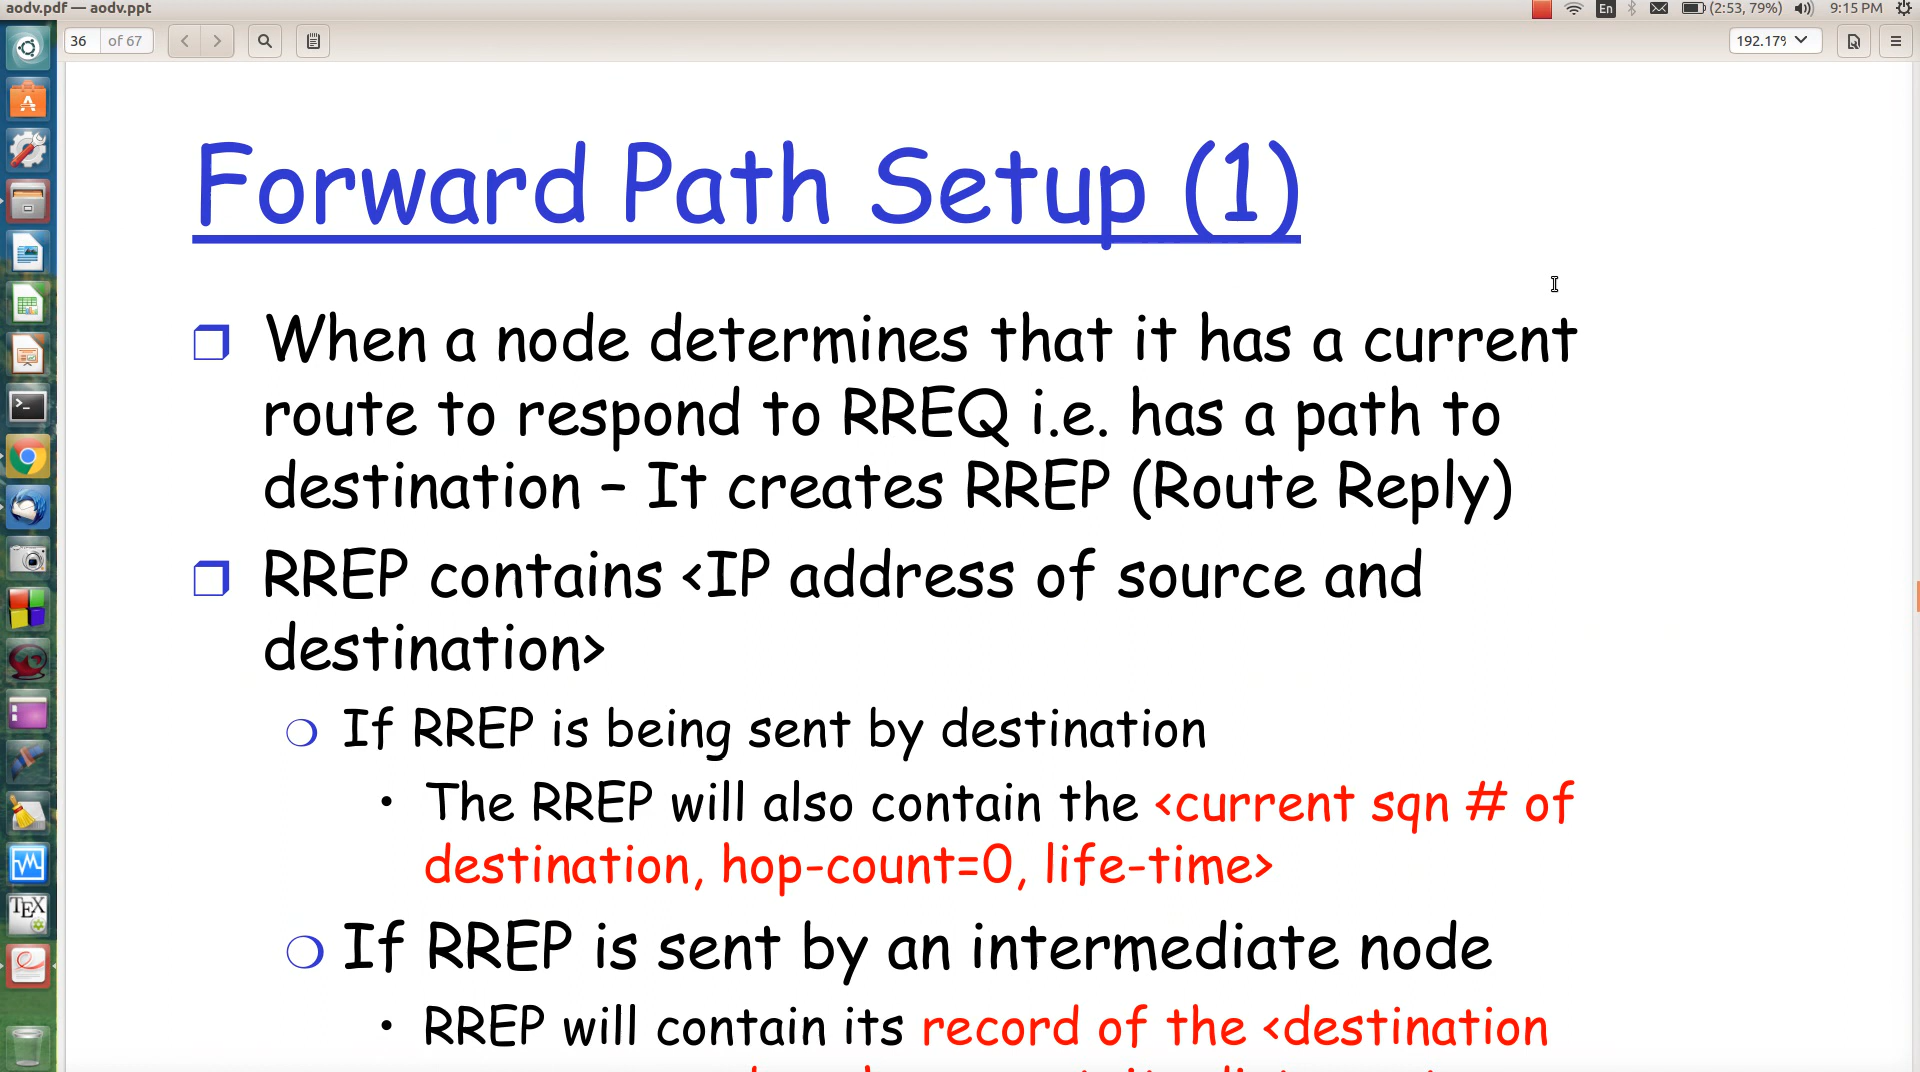 aodv.pdf — aodv.ppt
En
(2:53, 79%)
9:15 PM
36
of 67
192.17%
Forward Path Setup (1)
When a node determines that it has a current
route to respond to RREQ i.e. has a path to
destination – It creates RREP (Route Reply)
RREP contains <IP address of source and
destination>
If RREP is being sent by destination
• The RREP will also contain the <current sqn # of
destination, hop-count=0, life-time>
If RREP is sent by an intermediate node
• RREP will contain its record of the <destination
TEX